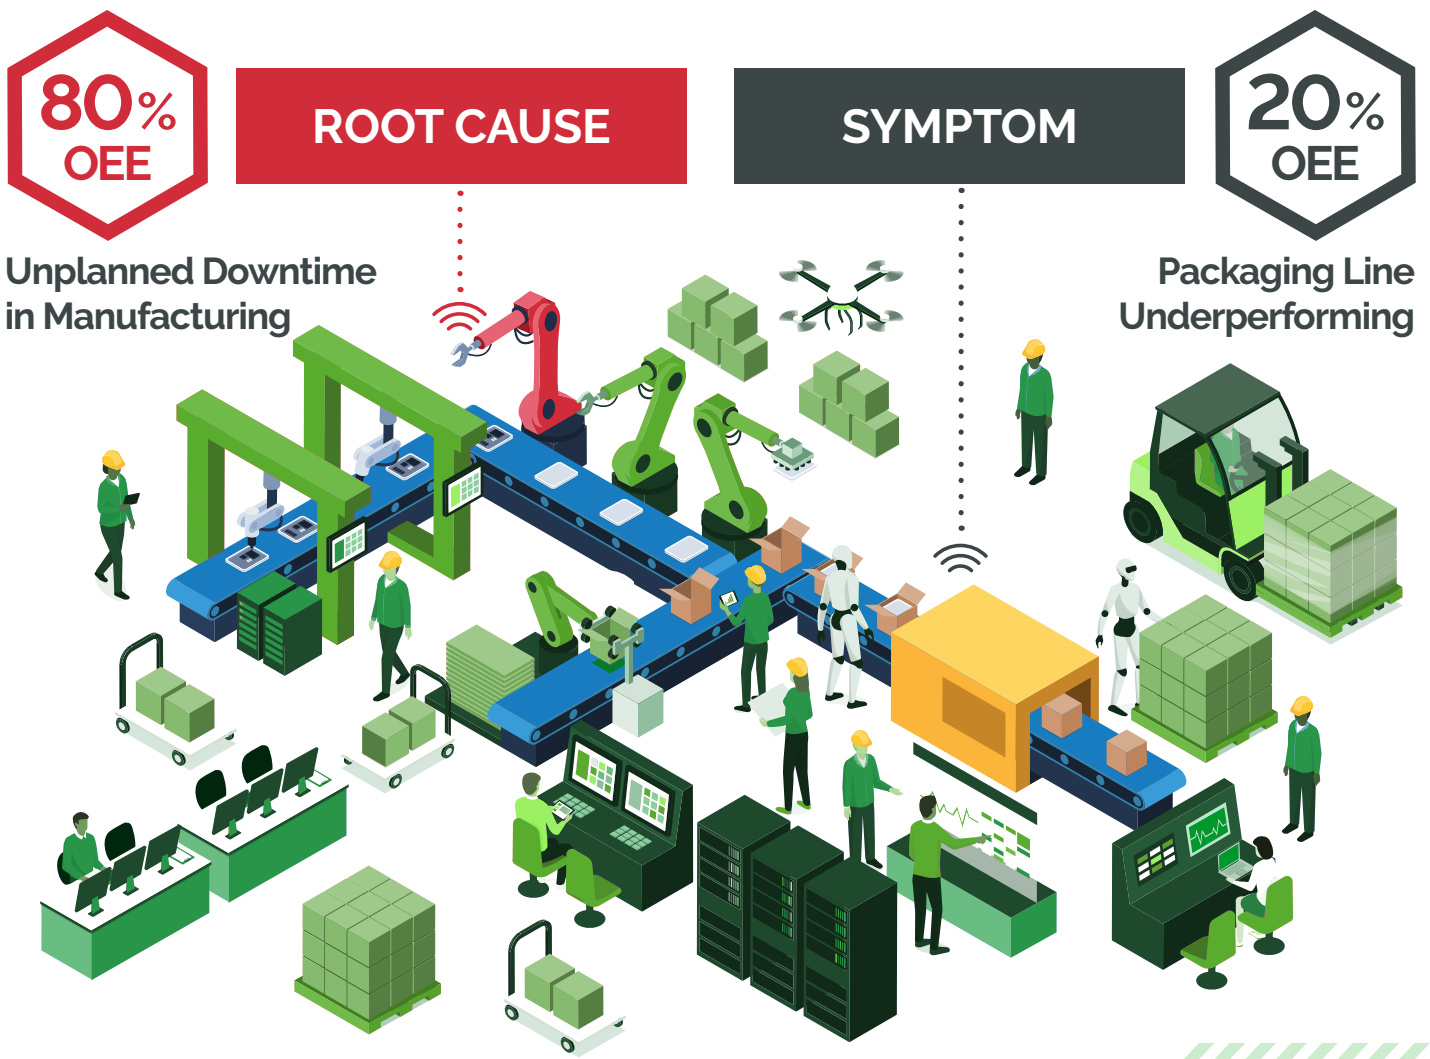 80%
OEE
ROOT CAUSE
SYMPTOM
20%
OEE
Unplanned Downtime
in Manufacturing
Packaging Line
Underperforming